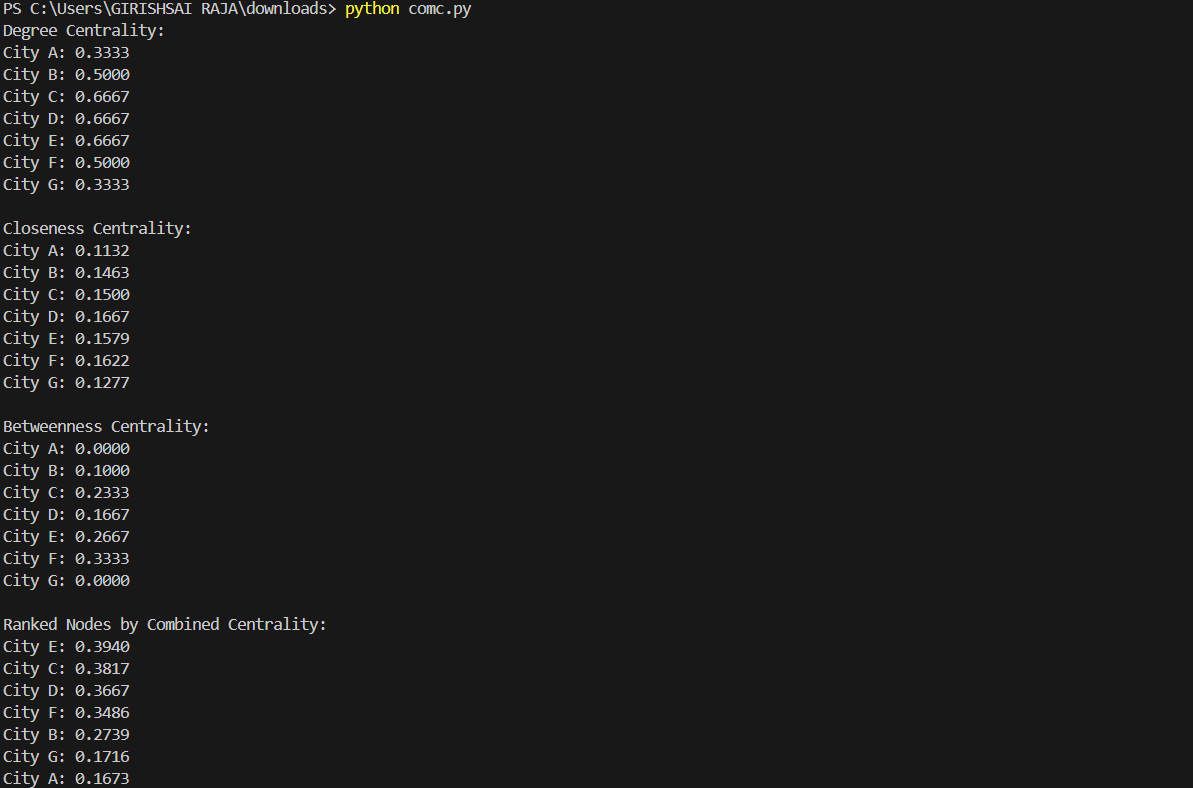 PS C:\Users\GIRISHSAI RAJA\downloads> python comc.py
Degree Centrality:
City A: 0.3333
City B: 0.5000
City C: 0.6667
City D: 0.6667
City E: 0.6667
City F: 0.5000
City G: 0.3333
Closeness Centrality:
City A: 0.1132
City B: 0.1463
City C: 0.1500
City D: 0.1667
City E: 0.1579
City F: 0.1622
City G: 0.1277
Betweenness Centrality:
City A: 0.0000
City B: 0.1000
City C: 0.2333
City D: 0.1667
City E: 0.2667
City F: 0.3333
City G: 0.0000
Ranked Nodes by Combined Centrality:
City E: 0.3940
City C: 0.3817
City D: 0.3667
City F: 0.3486
City B: 0.2739
City G: 0.1716
City A: 0.1673